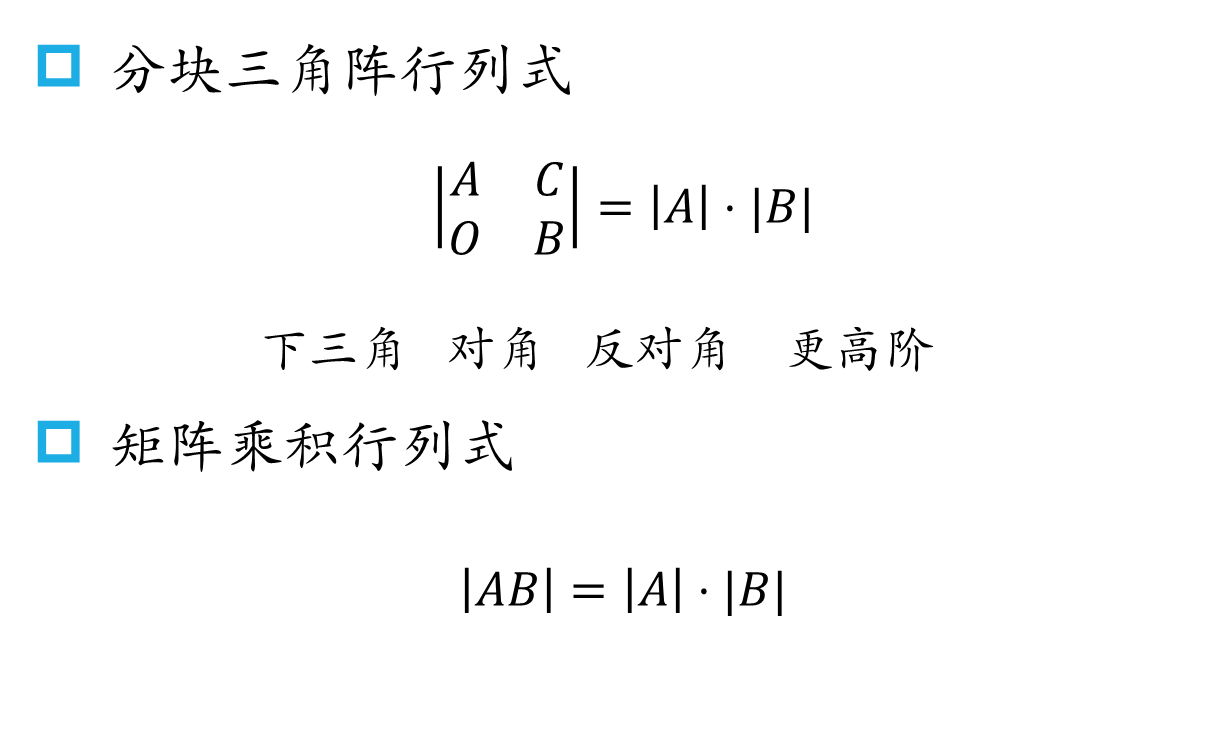 分块三角阵行列式
|A C|
|O B| = |A| · |B|
下三角 对角 反对角 更高阶
矩阵乘积行列式
|AB| = |A| · |B|